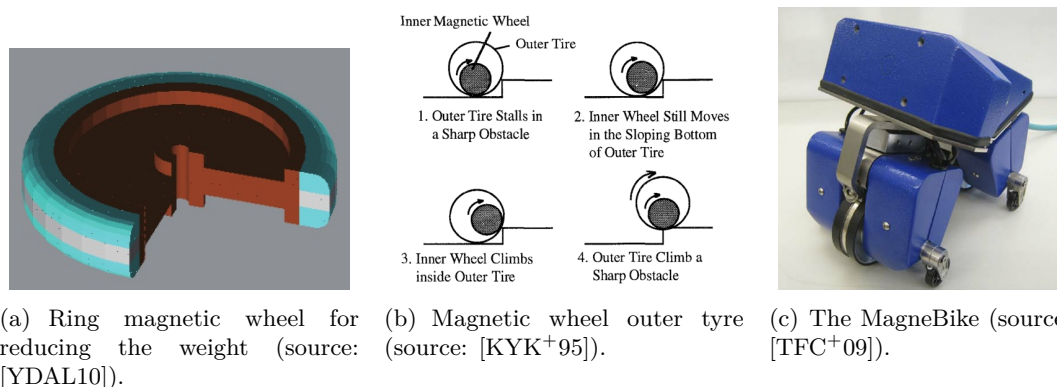 Inner Magnetic Wheel
Outer Tire
1. Outer Tire Stalls in
a Sharp Obstacle
2. Inner Wheel Still Moves
in the Sloping Bottom
of Outer Tire
3. Inner Wheel Climbs
inside Outer Tire
4. Outer Tire Climb a
Sharp Obstacle
(a) Ring magnetic wheel for
reducing the weight (source:
[YDAL10]).
(b) Magnetic wheel outer tyre
(source: [KYK+95]).
(c) The MagneBike (source
[TFC+09]).